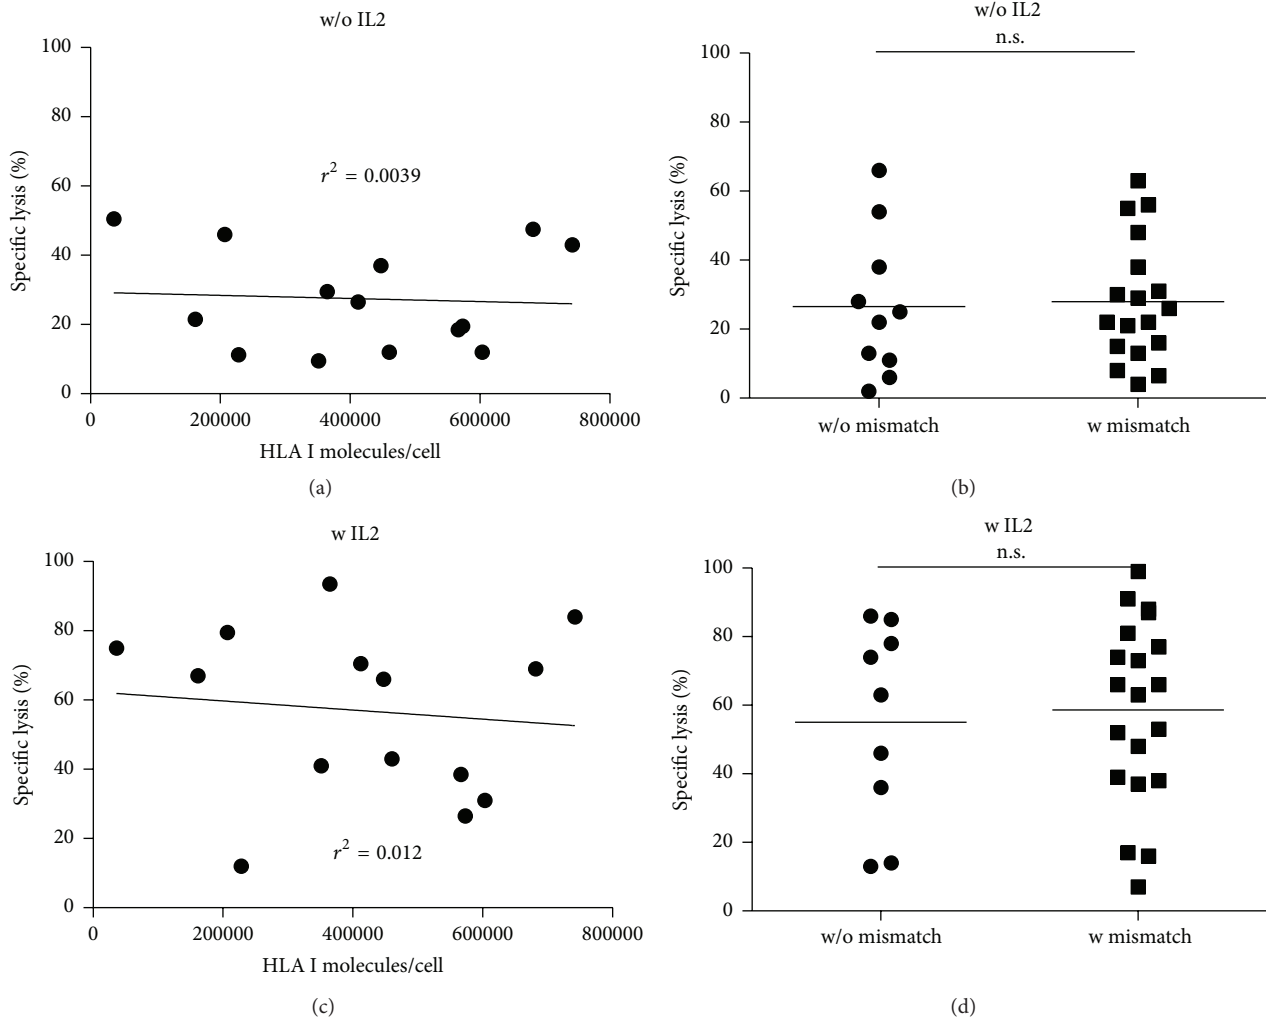 w/o IL2
100
80
60
40
20
0
Specific lysis (%)
r2 = 0.0039
0 200000 400000 600000 800000
HLA I molecules/cell
(a)
w/o IL2
n.s.
100
80
60
40
20
0
Specific lysis (%)
w/o mismatch w mismatch
(b)
w IL2
100
80
60
40
20
0
Specific lysis (%)
r2 = 0.012
0 200000 400000 600000 800000
HLA I molecules/cell
(c)
w IL2
n.s.
100
80
60
40
20
0
Specific lysis (%)
w/o mismatch w mismatch
(d)